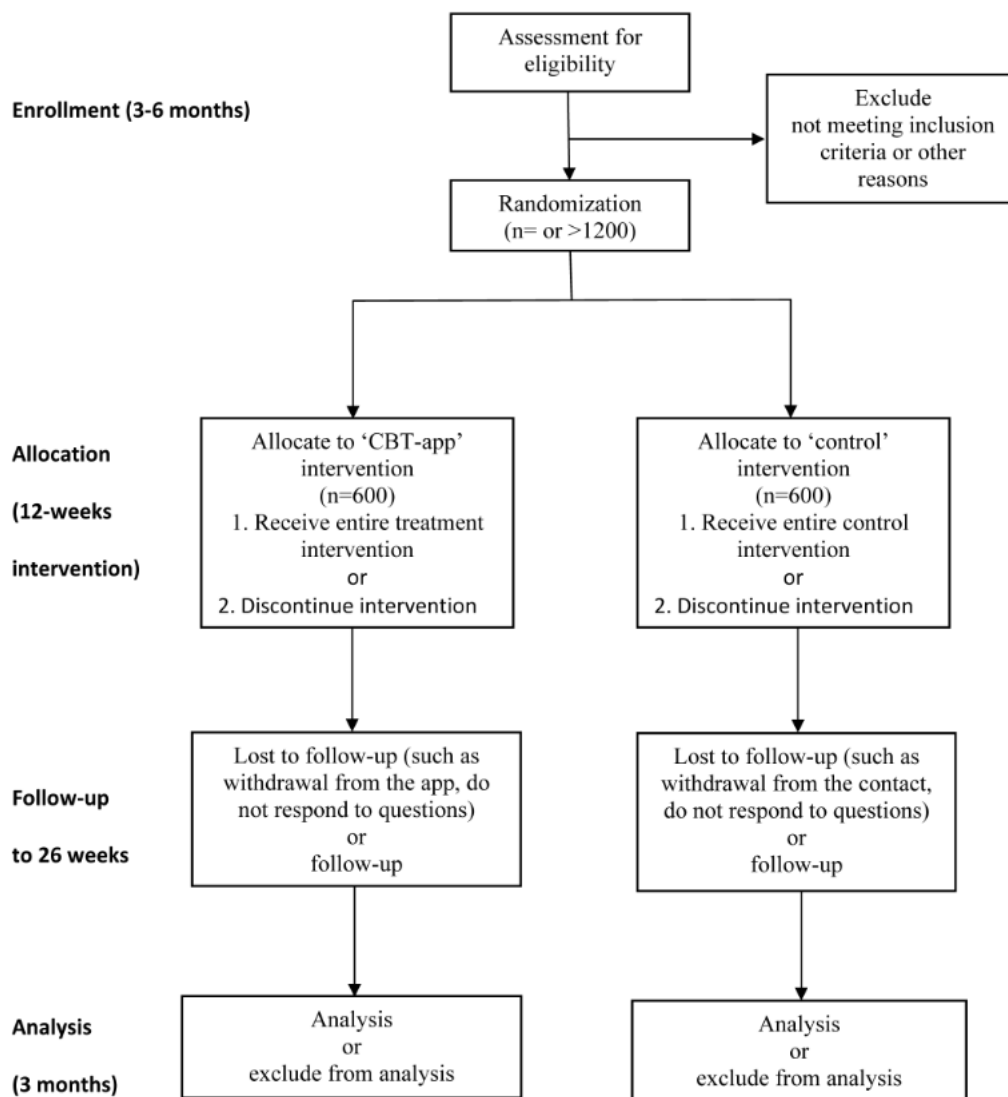 Assessment for
eligibility
Enrollment (3-6 months)
Exclude
not meeting inclusion
criteria or other
reasons
Randomization
(n= or >1200)
Allocation
(12-weeks
intervention)
Allocate to ‘CBT-app’
intervention
(n=600)
1. Receive entire treatment
intervention
or
2. Discontinue intervention
Allocate to ‘control’
intervention
(n=600)
1. Receive entire control
intervention
or
2. Discontinue intervention
Follow-up
to 26 weeks
Lost to follow-up (such as
withdrawal from the app, do
not respond to questions)
or
follow-up
Lost to follow-up (such as
withdrawal from the contact,
do not respond to questions)
or
follow-up
Analysis
(3 months)
Analysis
or
exclude from analysis
Analysis
or
exclude from analysis